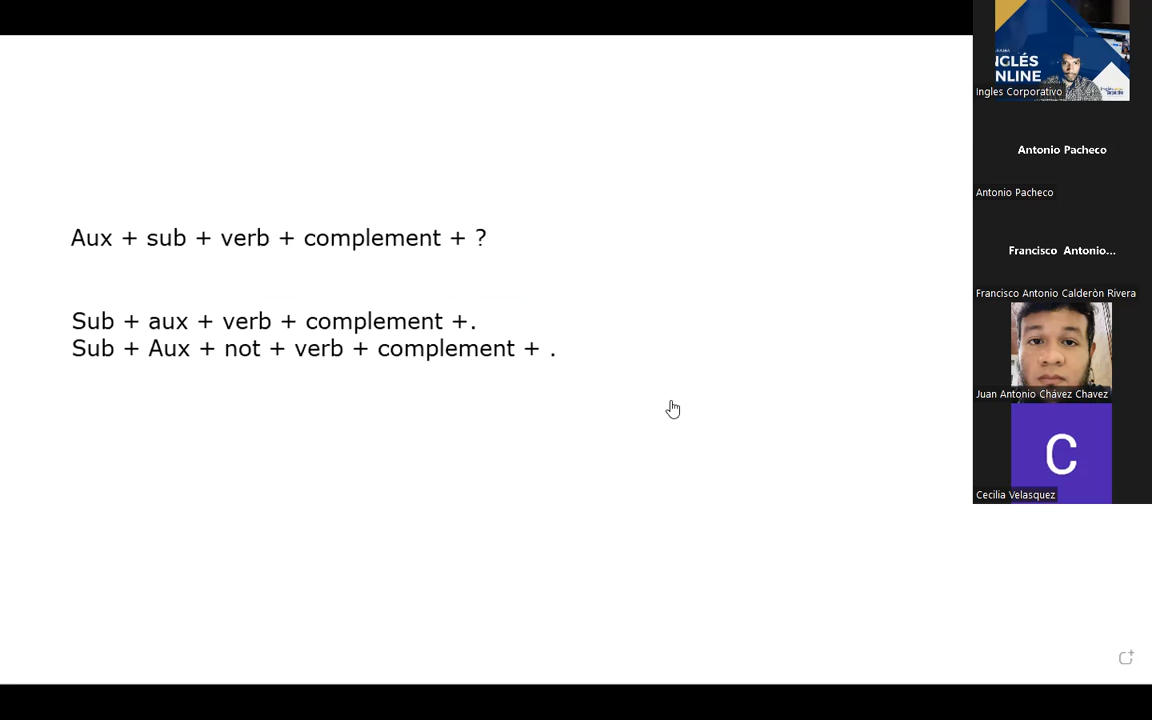 Aux + sub + verb + complement + ?
Sub + aux + verb + complement +.
Sub + Aux + not + verb + complement + .
NGLÉS
NLINE
Ingles Corporativo
Antonio Pacheco
Antonio Pacheco
Francisco Antonio...
Francisco Antonio Calderòn Rivera
Juan Antonio Chávez Chavez
C
Cecilia Velasquez